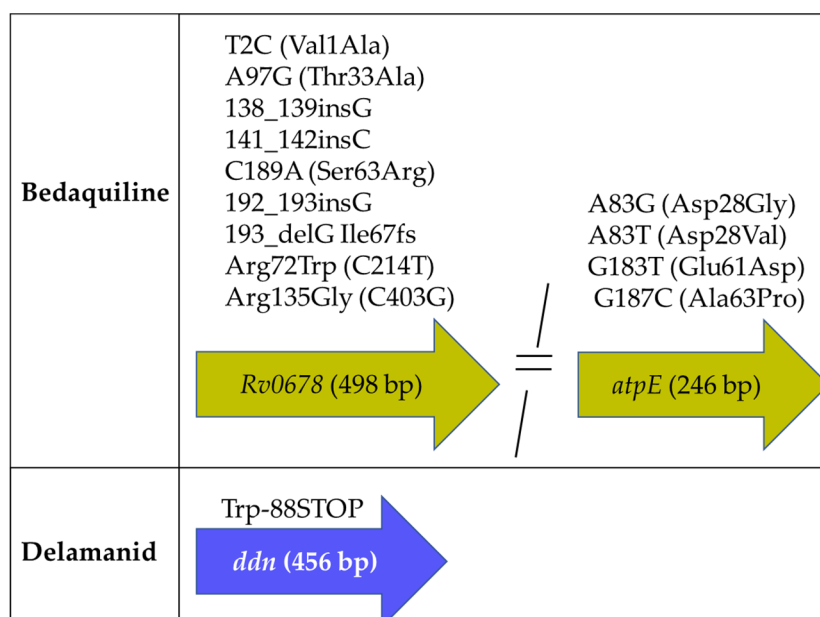 Bedaquiline
T2C (Val1Ala)
A97G (Thr33Ala)
138_139insG
141_142insC
C189A (Ser63Arg)
192_193insG
193_delG Ile67fs
Arg72Trp (C214T)
Arg135Gly (C403G)
Rv0678 (498 bp)
A83G (Asp28Gly)
A83T (Asp28Val)
G183T (Glu61Asp)
G187C (Ala63Pro)
atpE (246 bp)
Delamanid
Trp-88STOP
ddn (456 bp)